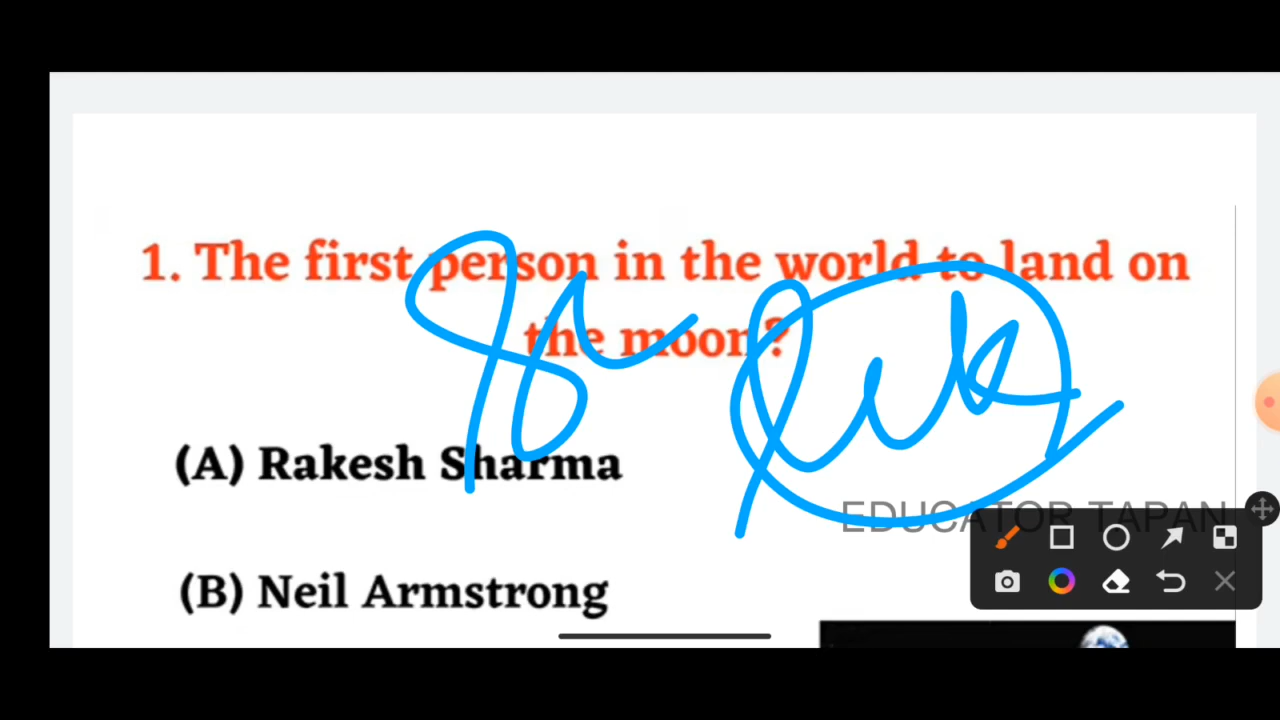 1. The first person in the world to land on
the moon?
(A) Rakesh Sharma
EDUCATOR TAPAN
(B) Neil Armstrong